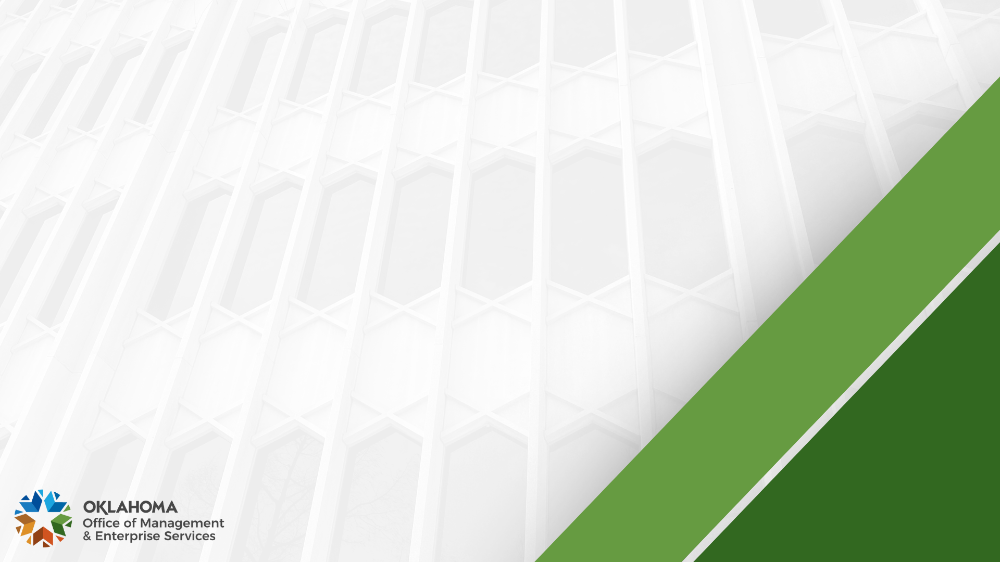 OKLAHOMA
Office of Management
& Enterprise Services